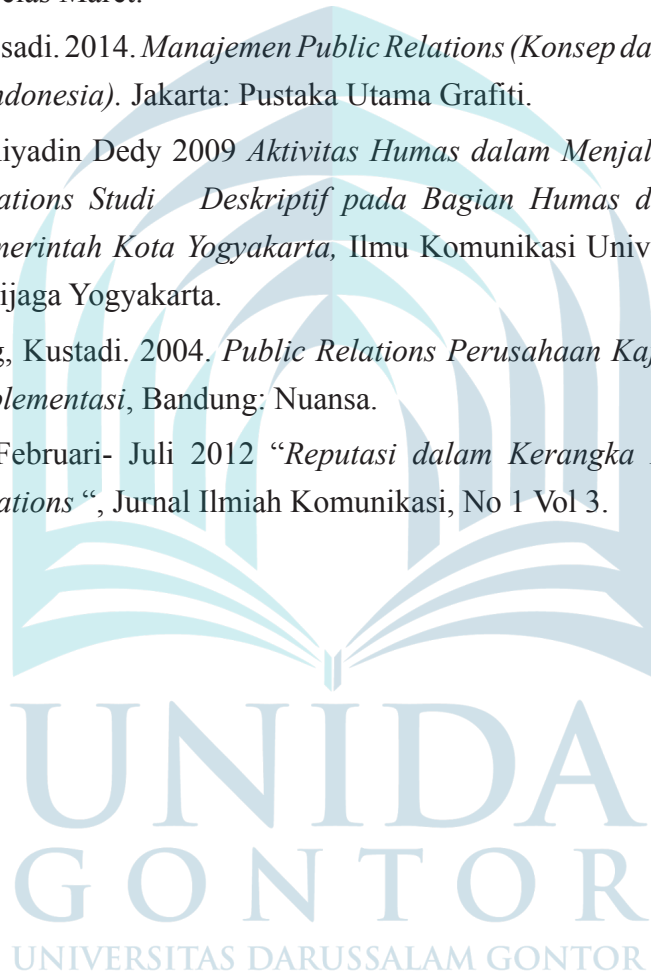 sadi. 2014. Manajemen Public Relations (Konsep da
ndonesia). Jakarta: Pustaka Utama Grafiti.
iyadin Dedy 2009 Aktivitas Humas dalam Menjal
ations Studi Deskriptif pada Bagian Humas d
merintah Kota Yogyakarta, Ilmu Komunikasi Univ
ijaga Yogyakarta.
g, Kustadi. 2004. Public Relations Perusahaan Kaj
plementasi, Bandung: Nuansa.
Februari- Juli 2012 “Reputasi dalam Kerangka
ations “, Jurnal Ilmiah Komunikasi, No 1 Vol 3.
UNIDA
GONTOR
UNIVERSITAS DARUSSALAM GONTOR